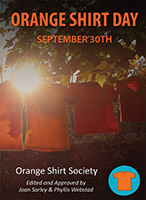 ORANGE SHIRT DAY
SEPTEMBER 30TH
Orange Shirt Society
Edited and Approved by
Joan Sorley & Phyllis Webstad